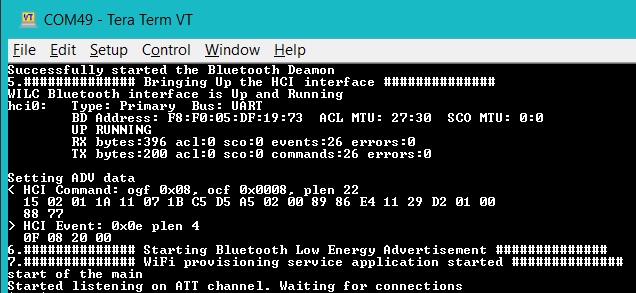 COM49 - Tera Term VT
File Edit Setup Control Window Help
Successfully started the Bluetooth Deamon
5.############## Bringing Up the HCI interface ##############
WILC Bluetooth interface is Up and Running
hci0: Type: Primary Bus: UART
BD Address: F8:F0:05:DF:19:73 ACL MTU: 27:30 SCO MTU: 0:0
UP RUNNING
RX bytes:396 acl:0 sco:0 events:26 errors:0
TX bytes:200 acl:0 sco:0 commands:26 errors:0
Setting ADV data
< HCI Command: ogf 0x08, ocf 0x0008, plen 22
15 02 01 1A 11 07 1B C5 D5 A5 02 00 89 86 E4 11 29 D2 01 00
88 77
> HCI Event: 0x0e plen 4
0F 08 20 00
6.############## Starting Bluetooth Low Energy Advertisement ##############
7.############## WiFi provisioning service application started ##############
start of the main
Started listening on ATT channel. Waiting for connections